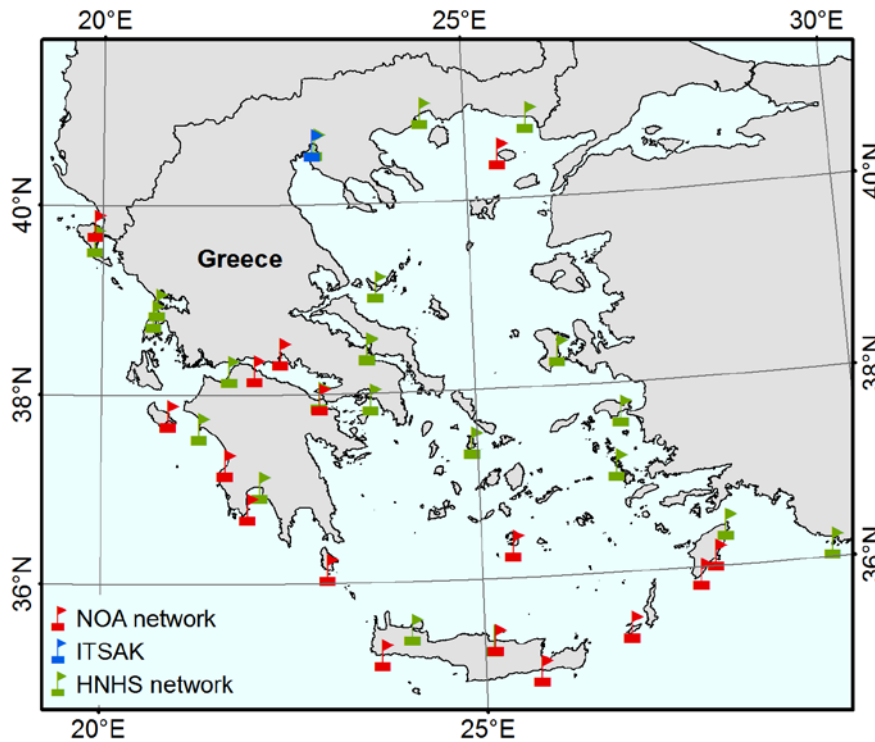 20°E 25°E 30°E
40°N
40°N
Greece
38°N
38°N
36°N
36°N
NOA network
ITSAK
HNHS network
20°E 25°E